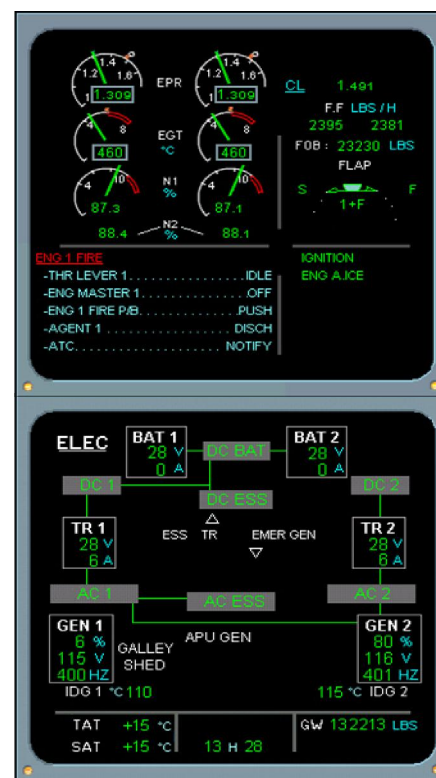 1.4 1.4
1.2 1.6 EPR 1.2 1.6
1 1.309 1 1.309
CL 1.491
F.F LBS / H
2395 2381
4 8 EGT 4 8
460 °C 460
FOB : 23230 LBS
FLAP
4 10 N1 4 10
87.3 % 87.1
S F
1+F
88.4 N2 88.1
%
ENG 1 FIRE IGNITION
-THR LEVER 1. . . . . . . . . . . . . . . .IDLE ENG A.ICE
-ENG MASTER 1. . . . . . . . . . . . . .OFF
-ENG 1 FIRE P/B. . . . . . . . . . . . .PUSH
-AGENT 1 . . . . . . . . . . . . . . . . . DISCH
-ATC. . . . . . . . . . . . . . . . . . . .NOTIFY
ELEC BAT 1 BAT 2
28 V DC BAT 28 V
0 A 0 A
DC 1 DC 2
DC ESS
TR 1 ESS TR EMER GEN TR 2
28 V 28 V
6 A 6 A
AC 1 AC ESS AC 2
GEN 1 APU GEN GEN 2
6 % GALLEY 80 %
115 V SHED 116 V
400 HZ 401 HZ
IDG 1 °C 110 115 °C IDG 2
TAT +15 °C GW 132213 LBS
SAT +15 °C 13 H 28